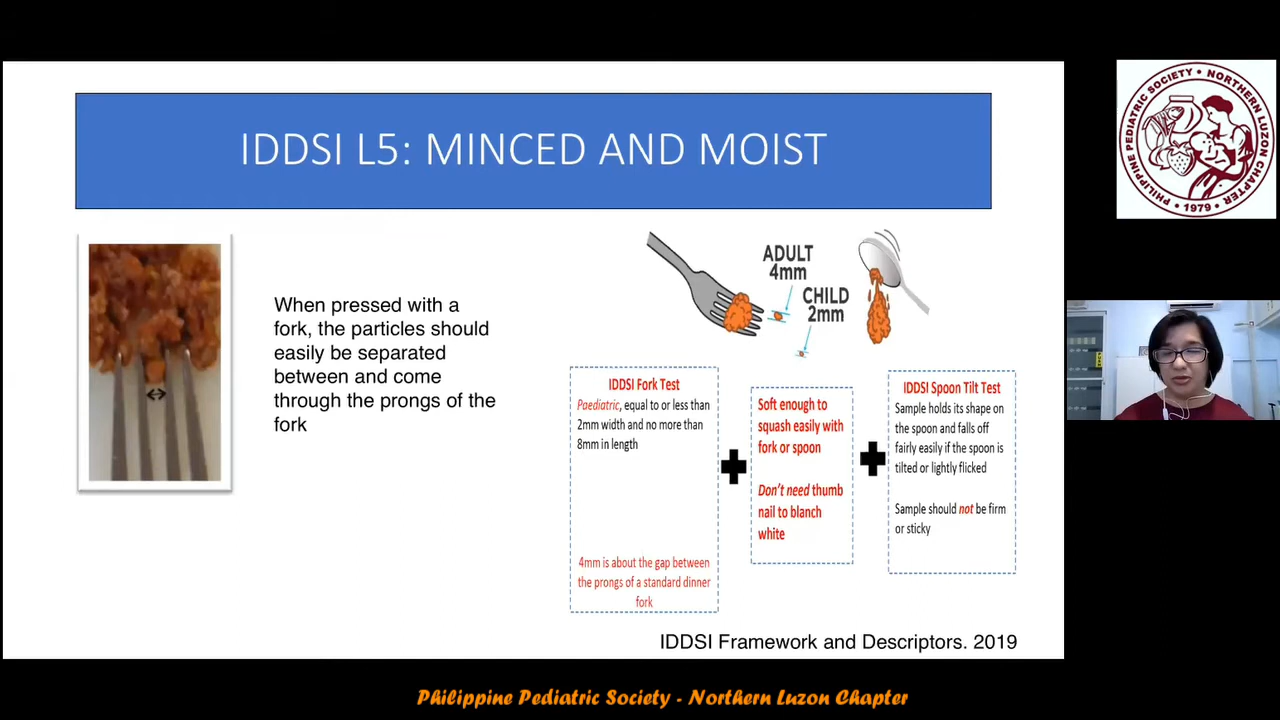 IDDSI L5: MINCED AND MOIST
When pressed with a
fork, the particles should
easily be separated
between and come
through the prongs of the
fork
ADULT
4mm
CHILD
2mm
IDDSI Fork Test
Paediatric, equal to or less than
2mm width and no more than
8mm in length
4mm is about the gap between
the prongs of a standard dinner
fork
Soft enough to
squash easily with
fork or spoon
Don't need thumb
nail to blanch
white
IDDSI Spoon Tilt Test
Sample holds its shape on
the spoon and falls off
fairly easily if the spoon is
tilted or lightly flicked
Sample should not be firm
or sticky
IDDSI Framework and Descriptors. 2019
PHILIPPINE PEDIATRIC SOCIETY • NORTHERN LUZON CHAPTER
• 1979 •
Philippine Pediatric Society - Northern Luzon Chapter